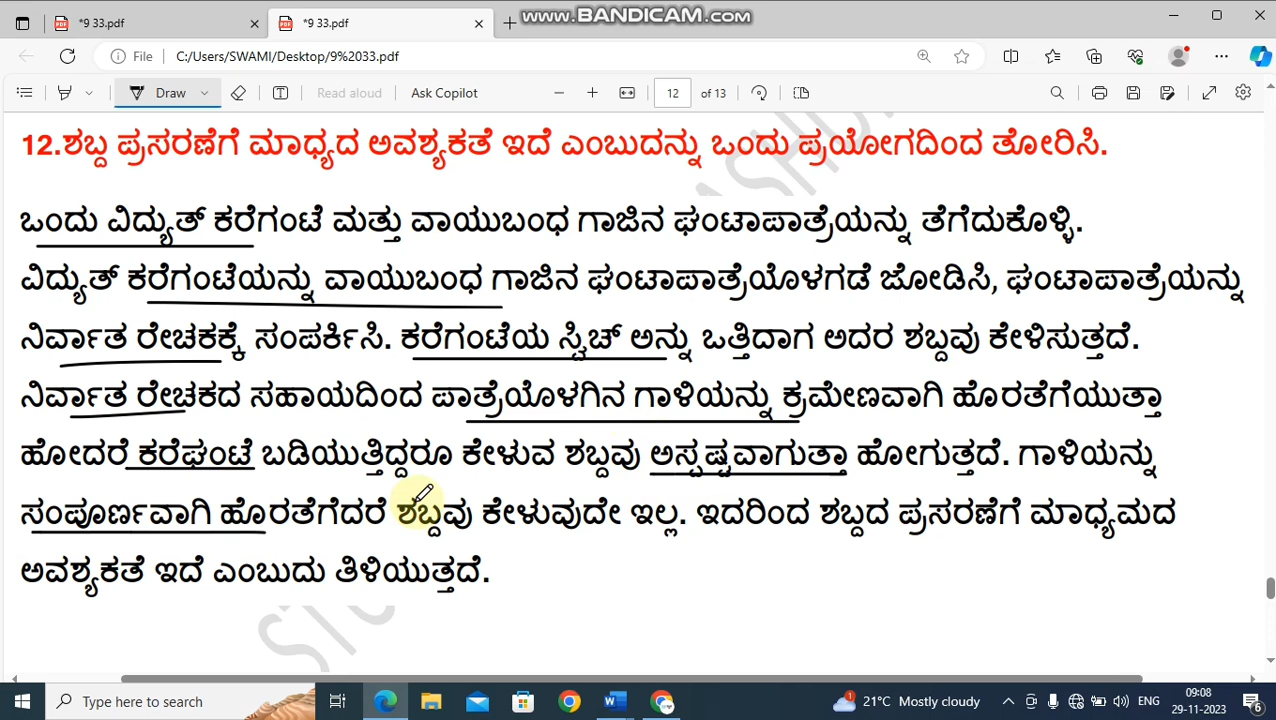 www.BANDICAM.com
*9 33.pdf
*9 33.pdf
File C:/Users/SWAMI/Desktop/9%2033.pdf
Draw Read aloud Ask Copilot 12 of 13
12.ಶಬ್ದ ಪ್ರಸರಣೆಗೆ ಮಾಧ್ಯದ ಅವಶ್ಯಕತೆ ಇದೆ ಎಂಬುದನ್ನು ಒಂದು ಪ್ರಯೋಗದಿಂದ ತೋರಿಸಿ.
ಒಂದು ವಿದ್ಯುತ್ ಕರೆಗಂಟೆ ಮತ್ತು ವಾಯುಬಂಧ ಗಾಜಿನ ಘಂಟಾಪಾತ್ರೆಯನ್ನು ತೆಗೆದುಕೊಳ್ಳಿ.
ವಿದ್ಯುತ್ ಕರೆಗಂಟೆಯನ್ನು ವಾಯುಬಂಧ ಗಾಜಿನ ಘಂಟಾಪಾತ್ರೆಯೊಳಗಡೆ ಜೋಡಿಸಿ, ಘಂಟಾಪಾತ್ರೆಯನ್ನು
ನಿರ್ವಾತ ರೇಚಕಕ್ಕೆ ಸಂಪರ್ಕಿಸಿ. ಕರೆಗಂಟೆಯ ಸ್ವಿಚ್ ಅನ್ನು ಒತ್ತಿದಾಗ ಅದರ ಶಬ್ದವು ಕೇಳಿಸುತ್ತದೆ.
ನಿರ್ವಾತ ರೇಚಕದ ಸಹಾಯದಿಂದ ಪಾತ್ರೆಯೊಳಗಿನ ಗಾಳಿಯನ್ನು ಕ್ರಮೇಣವಾಗಿ ಹೊರತೆಗೆಯುತ್ತಾ
ಹೋದರೆ ಕರೆಘಂಟೆ ಬಡಿಯುತ್ತಿದ್ದರೂ ಕೇಳುವ ಶಬ್ದವು ಅಸ್ಪಷ್ಟವಾಗುತ್ತಾ ಹೋಗುತ್ತದೆ. ಗಾಳಿಯನ್ನು
ಸಂಪೂರ್ಣವಾಗಿ ಹೊರತೆಗೆದರೆ ಶಬ್ದವು ಕೇಳುವುದೇ ಇಲ್ಲ. ಇದರಿಂದ ಶಬ್ದದ ಪ್ರಸರಣೆಗೆ ಮಾಧ್ಯಮದ
ಅವಶ್ಯಕತೆ ಇದೆ ಎಂಬುದು ತಿಳಿಯುತ್ತದೆ.
Type here to search
21°C Mostly cloudy
ENG
09:08
29-11-2023
6